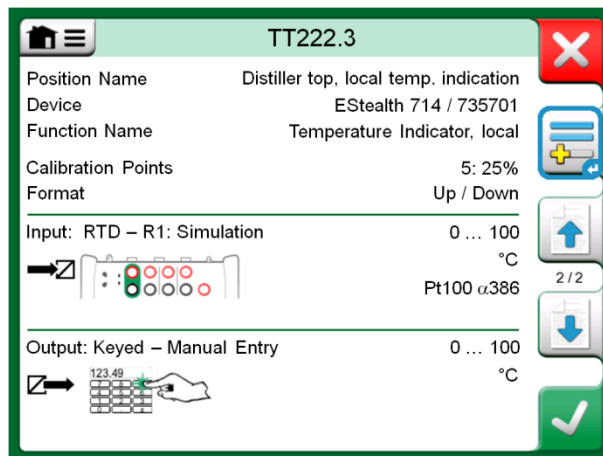 TT222.3
Position Name Distiller top, local temp. indication
Device EStealth 714 / 735701
Function Name Temperature Indicator, local
Calibration Points 5: 25%
Format Up / Down
Input: RTD – R1: Simulation 0 ... 100
°C
Pt100 α386
2 / 2
Output: Keyed – Manual Entry 0 ... 100
°C
123.49